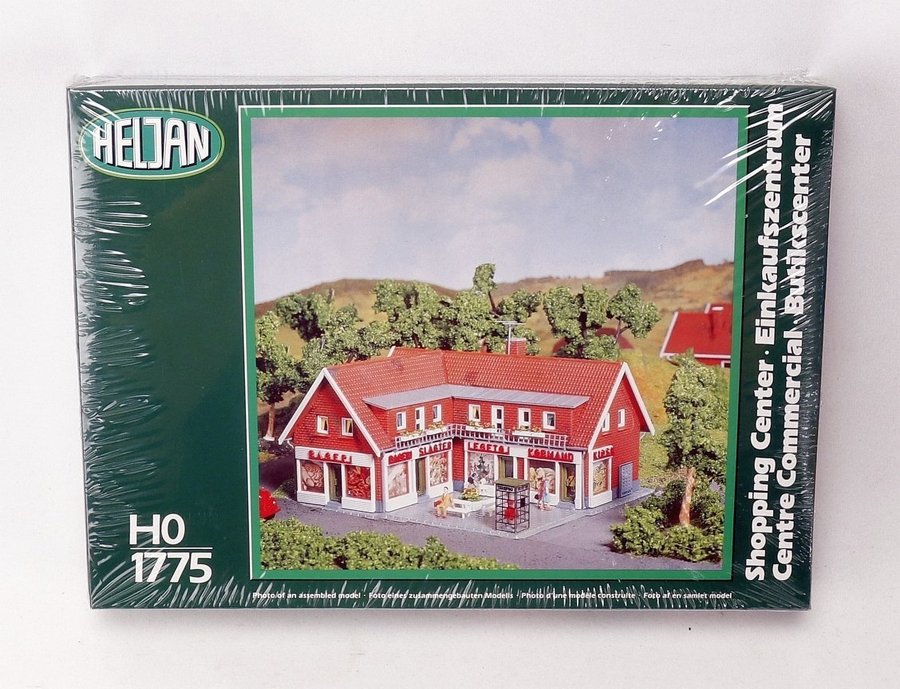 HELJAN
H0
1775
Shopping Center · Einkaufszentrum
Centre Commercial Butikscenter
BAGERI
SLAGTER
LEGETØJ
KØBMAND
KIOSK
Photo of an assembled model · Foto eines zusammengebauten Modells · Photo d'une modèle construite · Foto af en samlet model